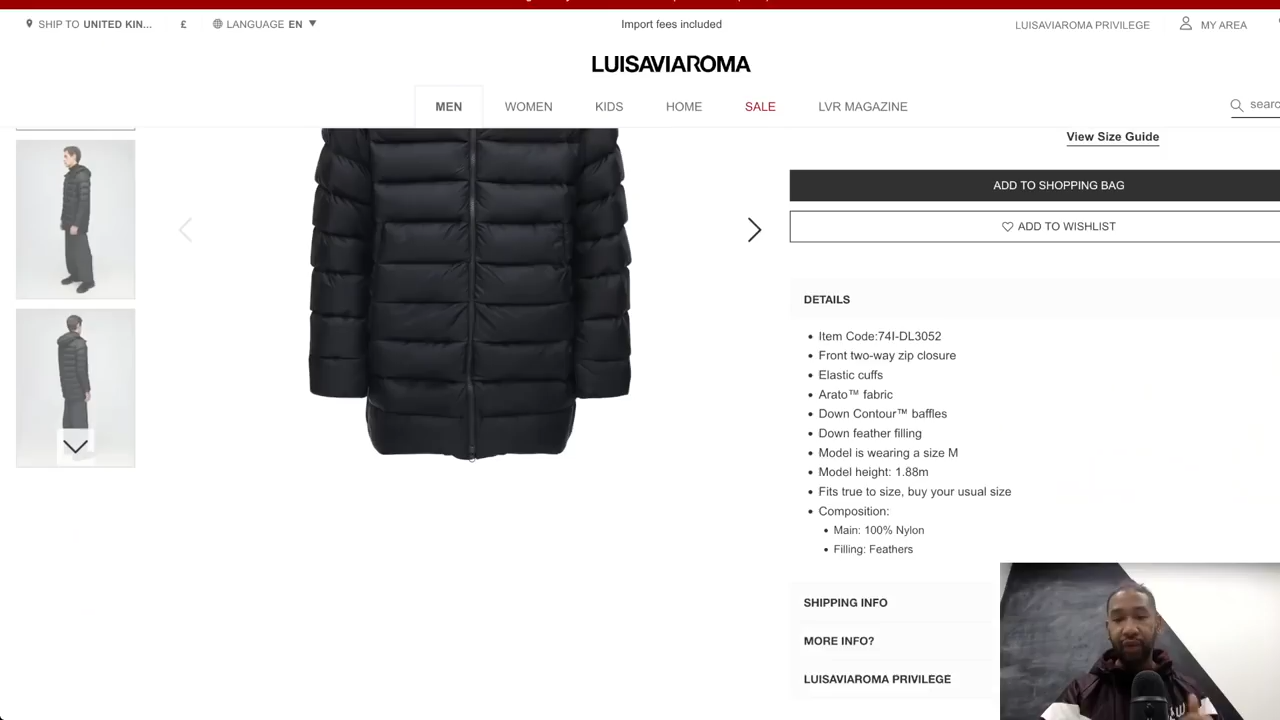 SHIP TO UNITED KIN...
£
LANGUAGE EN
Import fees included
LUISAVIAROMA PRIVILEGE
MY AREA
LUISAVIAROMA
MEN
WOMEN
KIDS
HOME
SALE
LVR MAGAZINE
View Size Guide
ADD TO SHOPPING BAG
ADD TO WISHLIST
DETAILS
Item Code:74I-DL3052
Front two-way zip closure
Elastic cuffs
Arato™ fabric
Down Contour™ baffles
Down feather filling
Model is wearing a size M
Model height: 1.88m
Fits true to size, buy your usual size
Composition:
Main: 100% Nylon
Filling: Feathers
SHIPPING INFO
MORE INFO?
LUISAVIAROMA PRIVILEGE